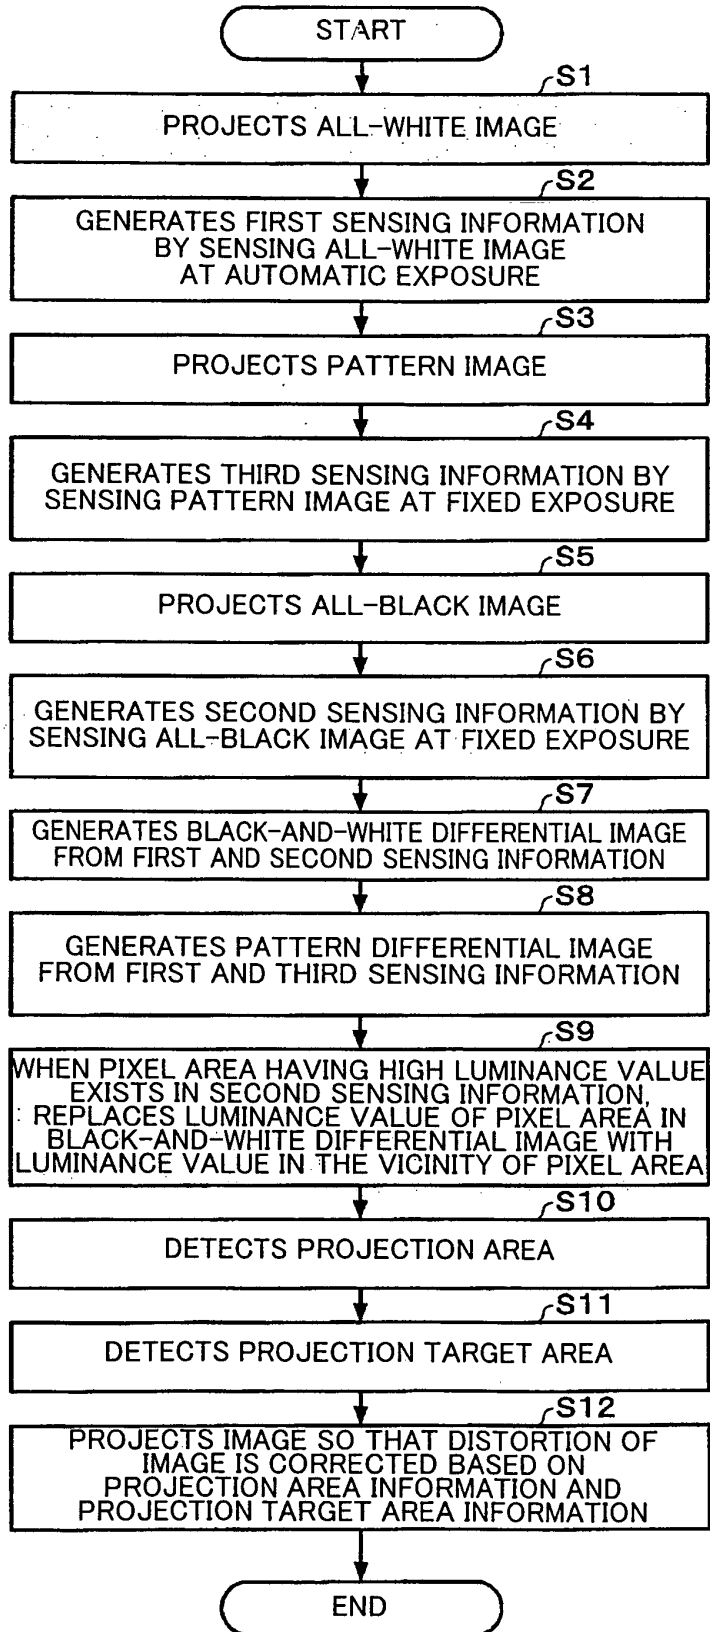 START
S1
PROJECTS ALL-WHITE IMAGE
S2
GENERATES FIRST SENSING INFORMATION
BY SENSING ALL-WHITE IMAGE
AT AUTOMATIC EXPOSURE
S3
PROJECTS PATTERN IMAGE
S4
GENERATES THIRD SENSING INFORMATION BY
SENSING PATTERN IMAGE AT FIXED EXPOSURE
S5
PROJECTS ALL-BLACK IMAGE
S6
GENERATES SECOND SENSING INFORMATION BY
SENSING ALL-BLACK IMAGE AT FIXED EXPOSURE
S7
GENERATES BLACK-AND-WHITE DIFFERENTIAL IMAGE
FROM FIRST AND SECOND SENSING INFORMATION
S8
GENERATES PATTERN DIFFERENTIAL IMAGE
FROM FIRST AND THIRD SENSING INFORMATION
S9
WHEN PIXEL AREA HAVING HIGH LUMINANCE VALUE
EXISTS IN SECOND SENSING INFORMATION,
REPLACES LUMINANCE VALUE OF PIXEL AREA IN
BLACK-AND-WHITE DIFFERENTIAL IMAGE WITH
LUMINANCE VALUE IN THE VICINITY OF PIXEL AREA
S10
DETECTS PROJECTION AREA
S11
DETECTS PROJECTION TARGET AREA
S12
PROJECTS IMAGE SO THAT DISTORTION OF
IMAGE IS CORRECTED BASED ON
PROJECTION AREA INFORMATION AND
PROJECTION TARGET AREA INFORMATION
END